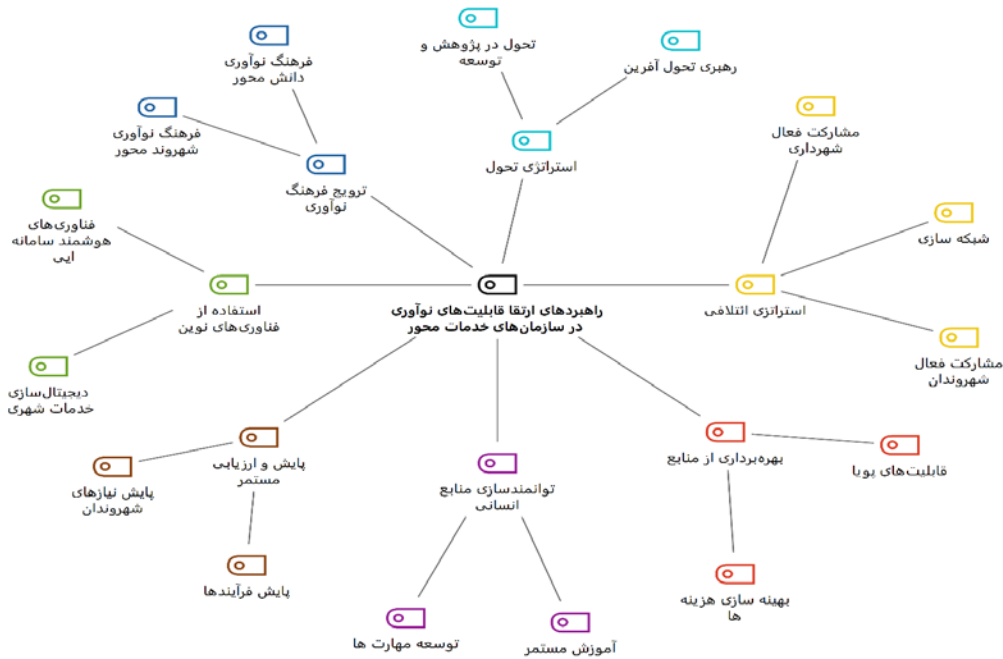 تحول در پژوهش و
توسعه
رهبری تحول آفرین
فرهنگ نوآوری
دانش محور
مشارکت فعال
شهرداری
فرهنگ نوآوری
شهروند محور
استراتژی تحول
ترویج فرهنگ
نوآوری
شبکه سازی
فناوری‌های
هوشمند سامانه
ایی
استراتژی ائتلافی
راهبردهای ارتقا قابلیت‌های نوآوری
در سازمان‌های خدمات محور
استفاده از
فناوری‌های نوین
مشارکت فعال
شهروندان
دیجیتال‌سازی
خدمات شهری
بهره‌برداری از منابع
قابلیت‌های پویا
پایش و ارزیابی
مستمر
توانمندسازی منابع
انسانی
پایش نیازهای
شهروندان
پایش فرآیندها
بهینه سازی هزینه
ها
توسعه مهارت ها
آموزش مستمر